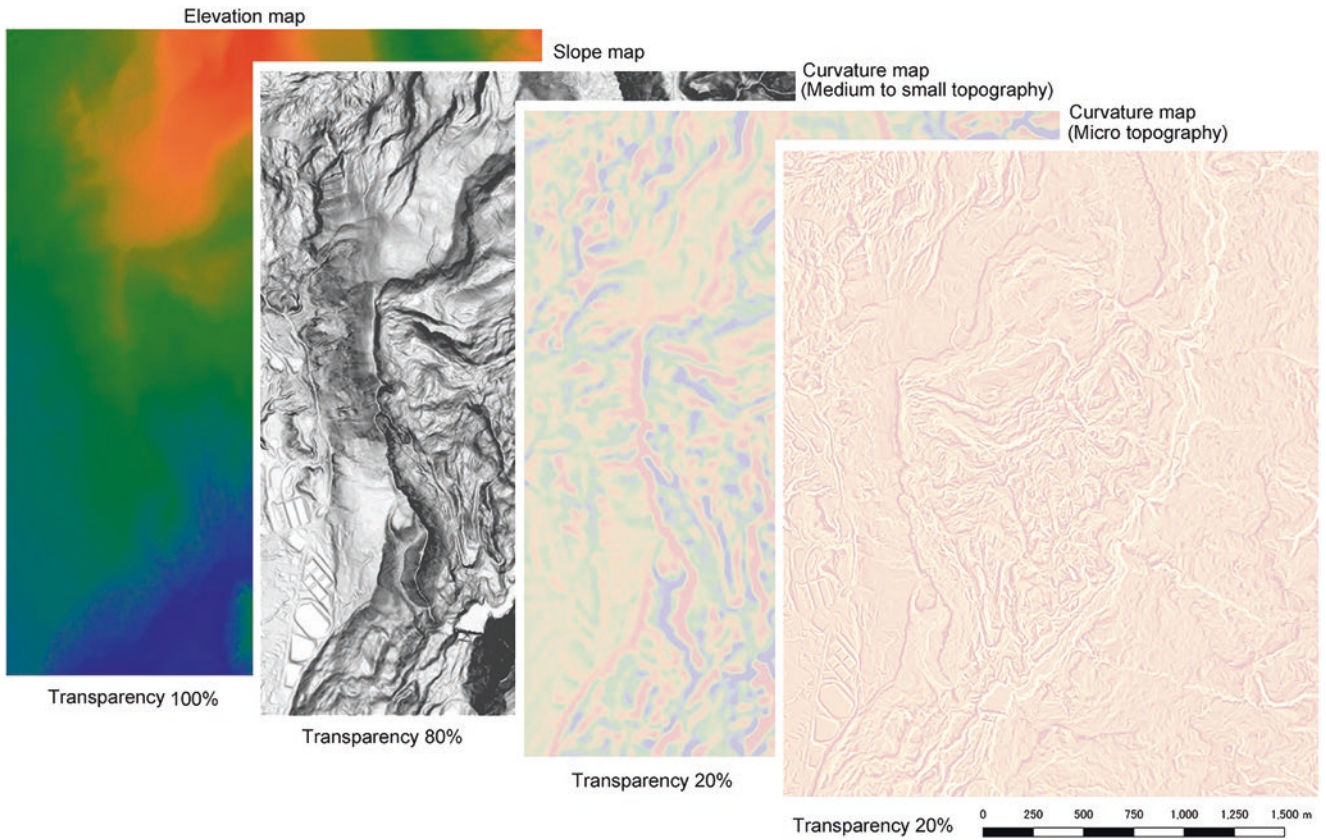 Elevation map
Slope map
Curvature map
(Medium to small topography)
Curvature map
(Micro topography)
Transparency 100%
Transparency 80%
Transparency 20%
Transparency 20%
0 250 500 750 1,000 1,250 1,500 m